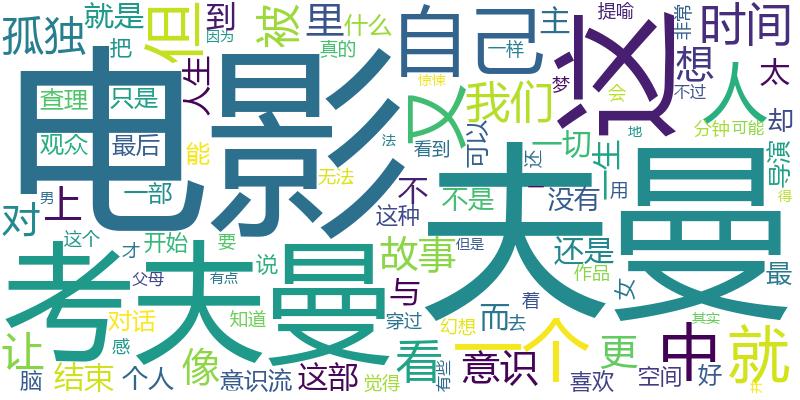 孤独 就是 但 到 被 里 什么 自己 主 提喻 非常 时间
把 因为 真的 一样 梦 想
电影 这 人 太
查理 只是 人生 惊悚 又 我们 会 不过
观众 最后 能 法 看到 可以 还 一切 一生 地 分钟 可能 却 导演
男 一部 无法 不 不是 没有 用 得
对 上 这种 夫曼
这个 开始 才 要 故事 但是 还是 最
考夫曼 父母 说 有点 与 作品 女
对话 感 知道 穿过 幻想 而 去 着 其实
让 像 看 一个 更 中 就
脑 结束 个人 意识流 这部 觉得 有些 意识 喜欢 空间 好 并